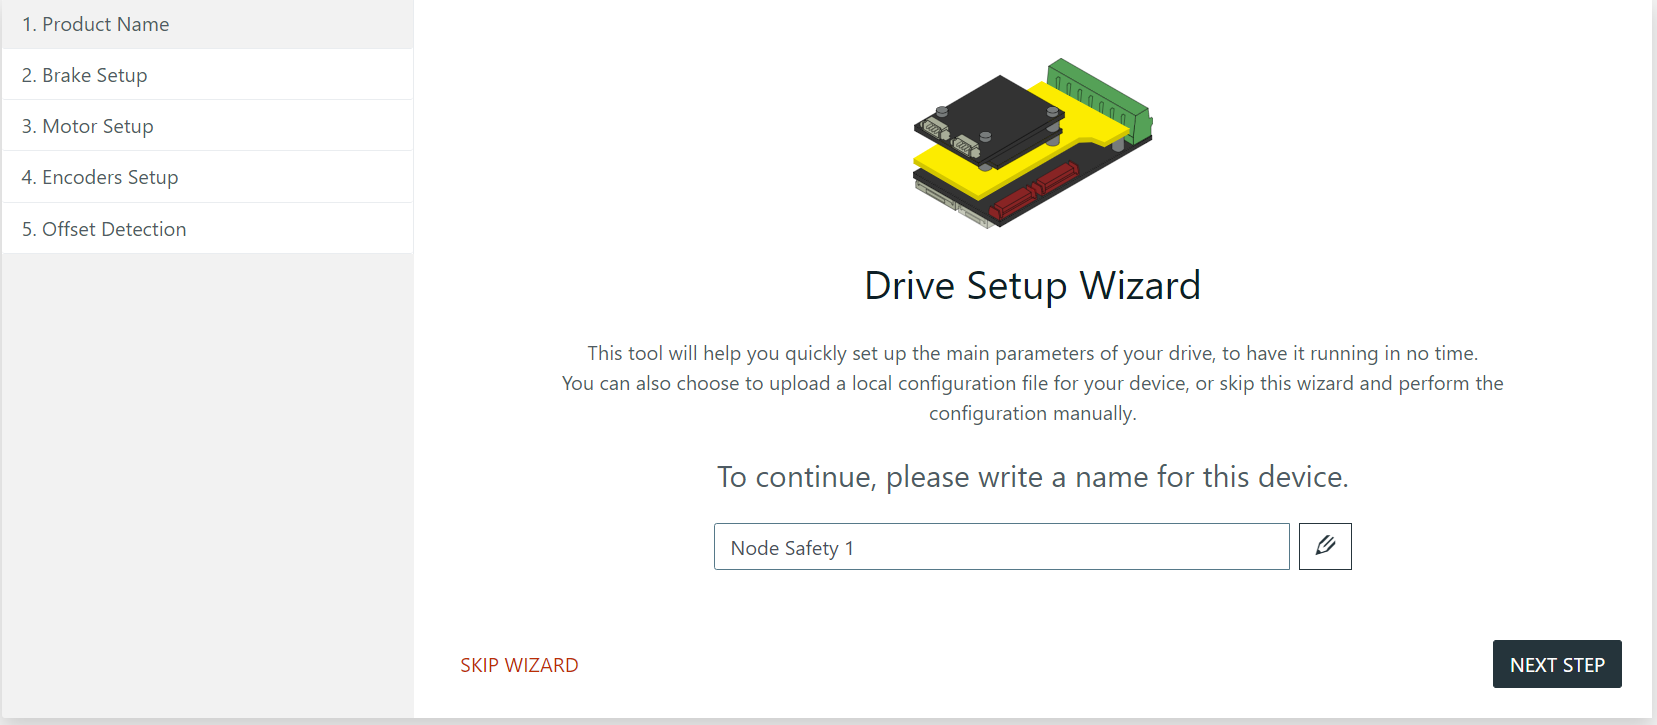 1. Product Name
2. Brake Setup
3. Motor Setup
4. Encoders Setup
5. Offset Detection
Drive Setup Wizard
This tool will help you quickly set up the main parameters of your drive, to have it running in no time.
You can also choose to upload a local configuration file for your device, or skip this wizard and perform the
configuration manually.
To continue, please write a name for this device.
Node Safety 1
SKIP WIZARD
NEXT STEP